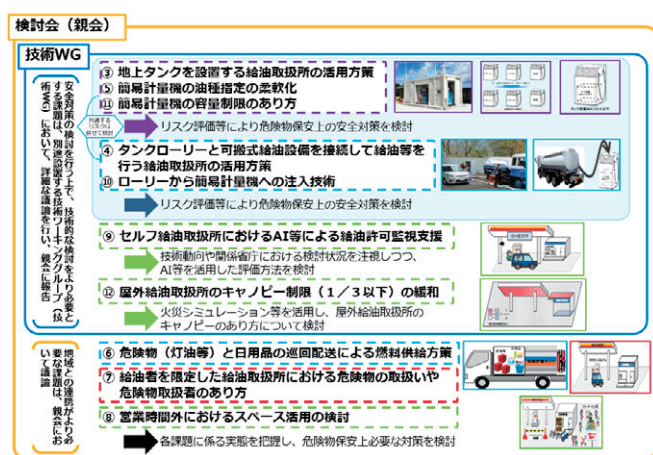 検討会（親会）
技術WG
安全対策の検討を行う上で、技術的な検討をより必要と
する課題は、別途設置する技術ワーキンググループ（技
術WG）において、詳細な議論を行い、親会に報告
共通する
リスクは
併せて検討
③ 地上タンクを設置する給油取扱所の活用方策
⑤ 簡易計量機の油種指定の柔軟化
⑪ 簡易計量機の容量制限のあり方
リスク評価等により危険物保安上の安全対策を検討
④ タンクローリーと可搬式給油設備を接続して給油等を
行う給油取扱所の活用方策
⑩ ローリーから簡易計量機への注入技術
リスク評価等により危険物保安上の安全対策を検討
⑨ セルフ給油取扱所におけるAI等による給油許可監視支援
技術動向や関係省庁における検討状況を注視しつつ、
AI等を活用した評価方法を検討
⑫ 屋外給油取扱所のキャノピー制限（１／３以下）の緩和
火災シミュレーション等を活用し、屋外給油取扱所の
キャノピーのあり方について検討
地域との連携がより必
要な課題は、親会にお
いて議論
⑥ 危険物（灯油等）と日用品の巡回配送による燃料供給方策
⑦ 給油者を限定した給油取扱所における危険物の取扱いや
危険物取扱者のあり方
⑧ 営業時間外におけるスペース活用の検討
各課題に係る実態を把握し、危険物保安上必要な対策を検討